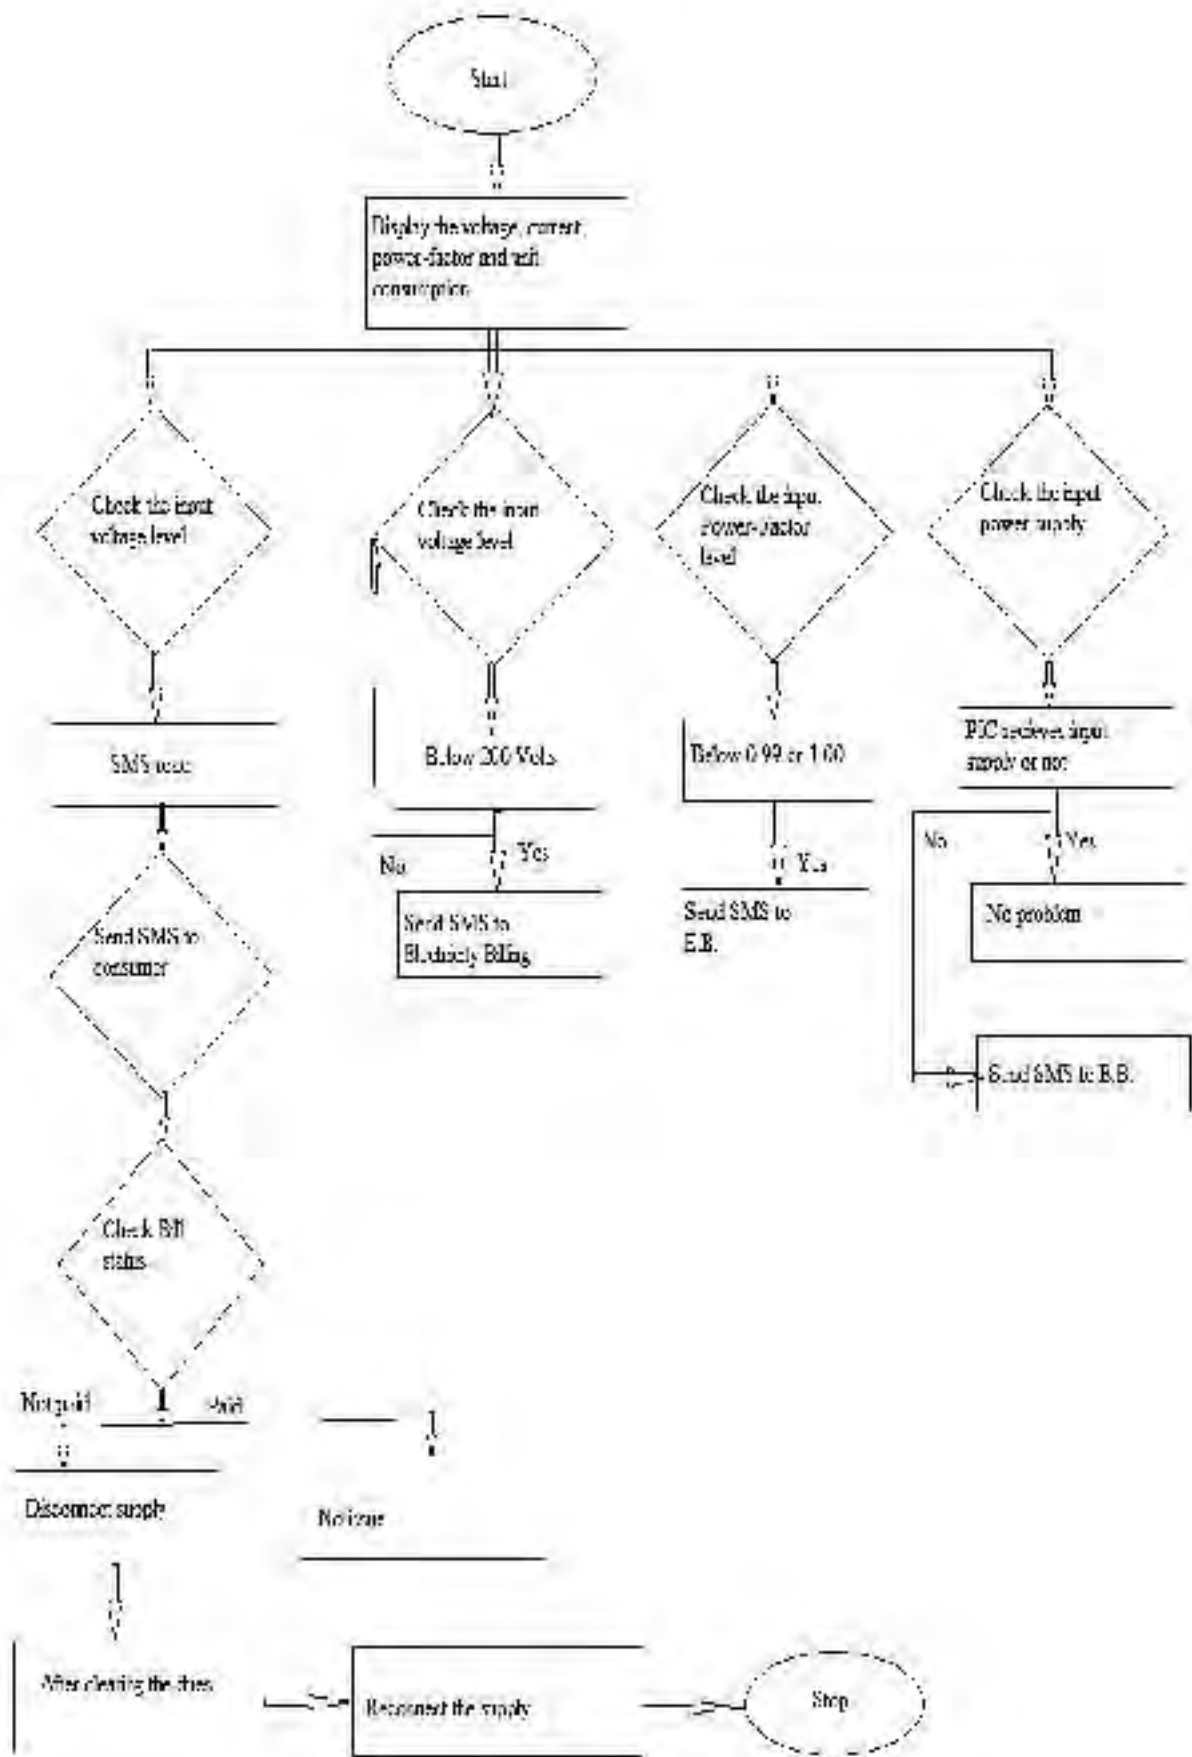 Start
Display the voltage, current,
power-factor and unit
consumption
Check the input
voltage level
Check the input
voltage level
Check the input
Power-Factor
level
Check the input
power supply
SMS
Below 200 Volts
Below 0.99 or 1.00
PIC recieves input
supply or not
No
Yes
Yes
No
Yes
Send SMS to
consumer
Send SMS to
Electricity Billing
Send SMS to
E.B.
No problem
Send SMS to E.B.
Check Bill
status
Not paid
Paid
Disconnect supply
No issue
After clearing the dues
Reconnect the supply
Stop